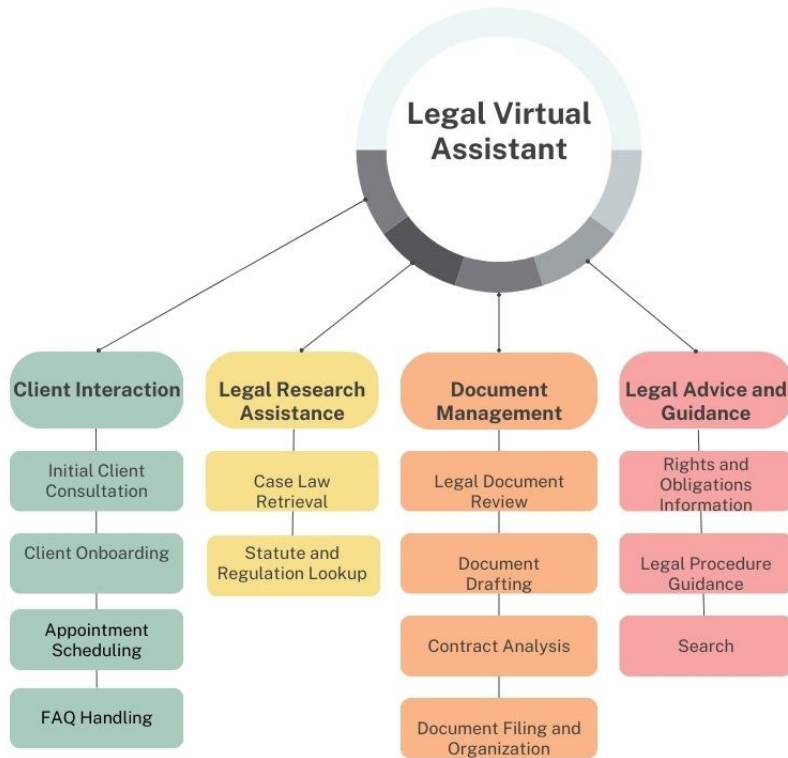 Legal Virtual
Assistant
Client Interaction
Initial Client
Consultation
Client Onboarding
Appointment
Scheduling
FAQ Handling
Legal Research
Assistance
Case Law
Retrieval
Statute and
Regulation Lookup
Document
Management
Legal Document
Review
Document
Drafting
Contract Analysis
Document Filing and
Organization
Legal Advice and
Guidance
Rights and
Obligations
Information
Legal Procedure
Guidance
Search